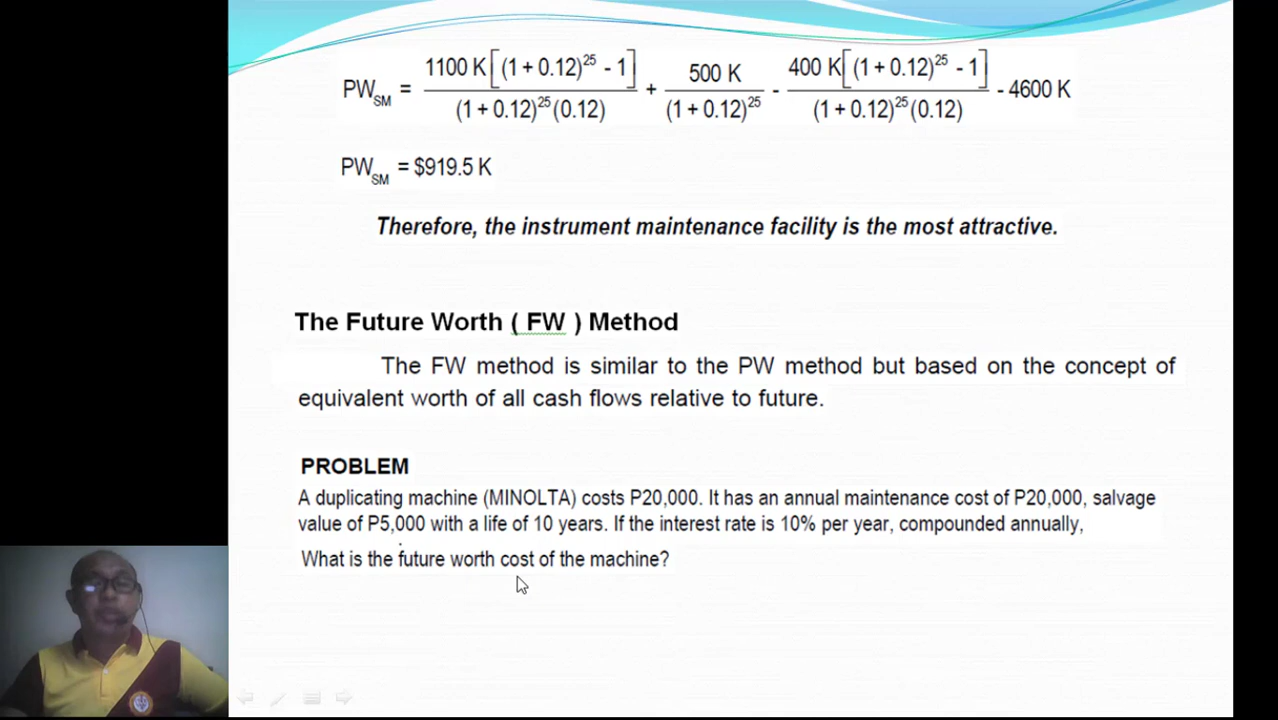 PW_SM = 1100 K[(1 + 0.12)^25 - 1] / (1 + 0.12)^25 (0.12) + 500 K / (1 + 0.12)^25 - 400 K[(1 + 0.12)^25 - 1] / (1 + 0.12)^25 (0.12) - 4600 K
PW_SM = $919.5 K
Therefore, the instrument maintenance facility is the most attractive.
The Future Worth ( FW ) Method
The FW method is similar to the PW method but based on the concept of
equivalent worth of all cash flows relative to future.
PROBLEM
A duplicating machine (MINOLTA) costs P20,000. It has an annual maintenance cost of P20,000, salvage
value of P5,000 with a life of 10 years. If the interest rate is 10% per year, compounded annually,
What is the future worth cost of the machine?